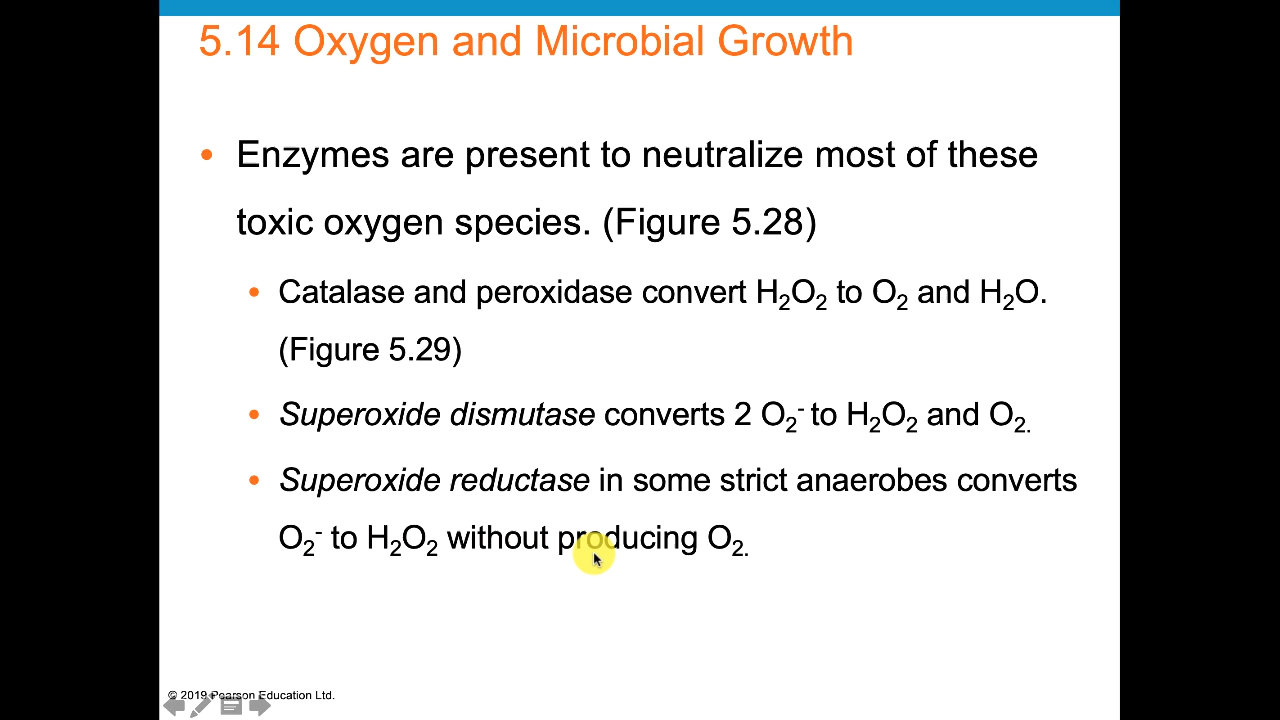 5.14 Oxygen and Microbial Growth
• Enzymes are present to neutralize most of these
toxic oxygen species. (Figure 5.28)
• Catalase and peroxidase convert H₂O₂ to O₂ and H₂O.
(Figure 5.29)
• Superoxide dismutase converts 2 O₂⁻ to H₂O₂ and O₂.
• Superoxide reductase in some strict anaerobes converts
O₂⁻ to H₂O₂ without producing O₂.
© 2019 Pearson Education Ltd.